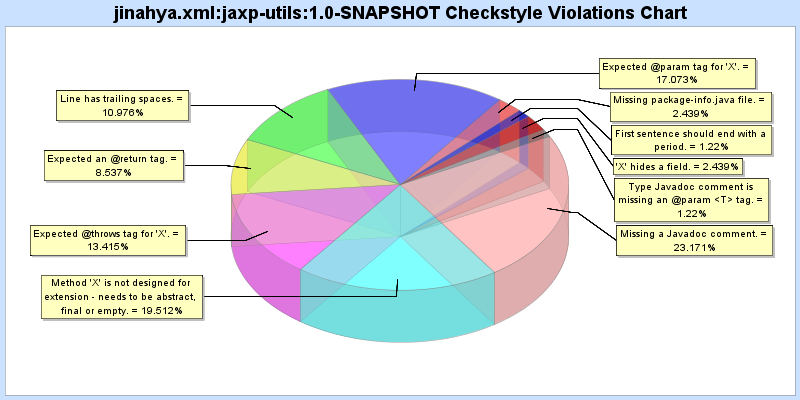 jinahya.xml:jaxp-utils:1.0-SNAPSHOT Checkstyle Violations Chart
Expected @param tag for 'X'. =
17.073%
Missing package-info.java file. =
2.439%
First sentence should end with a
period. = 1.22%
'X' hides a field. = 2.439%
Type Javadoc comment is
missing an @param <T> tag. =
1.22%
Missing a Javadoc comment. =
23.171%
Line has trailing spaces. =
10.976%
Expected an @return tag. =
8.537%
Expected @throws tag for 'X'. =
13.415%
Method 'X' is not designed for
extension - needs to be abstract,
final or empty. = 19.512%